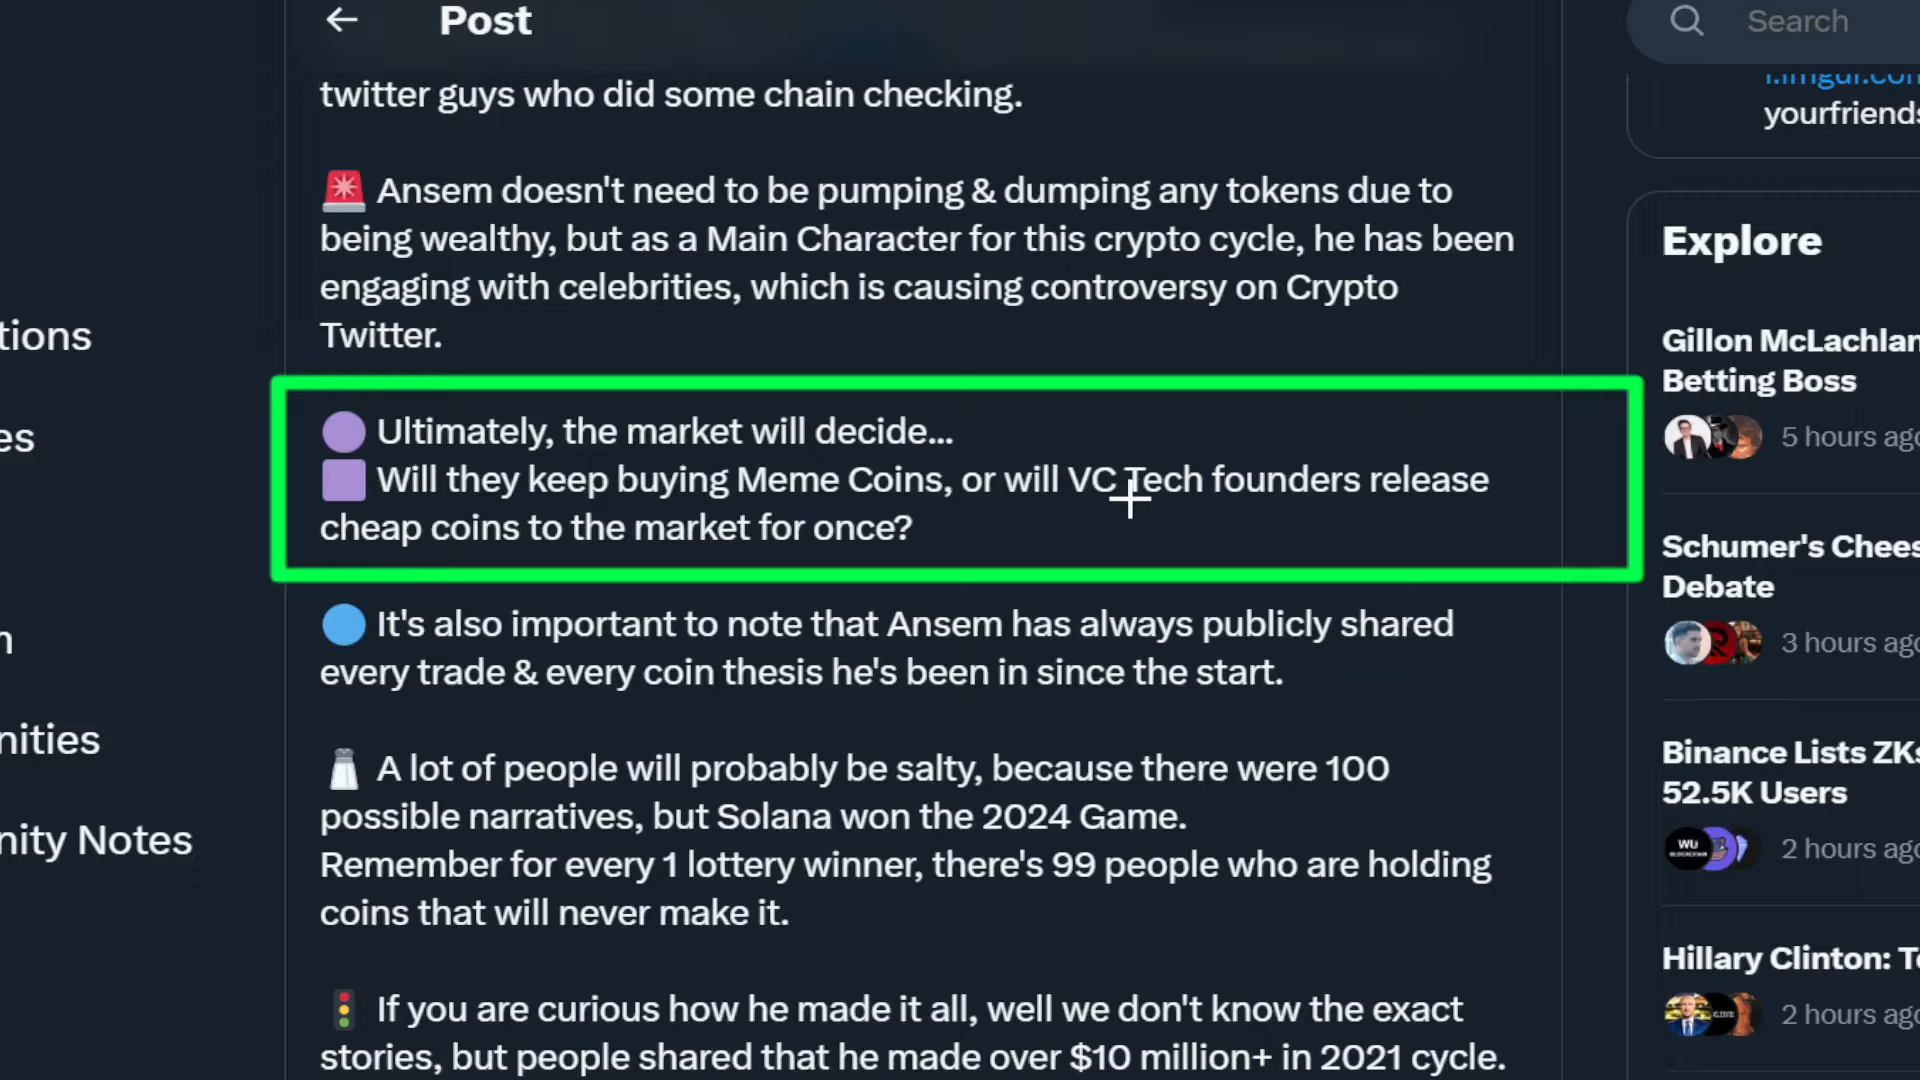 Post
twitter guys who did some chain checking.
Ansem doesn't need to be pumping & dumping any tokens due to
being wealthy, but as a Main Character for this crypto cycle, he has been
engaging with celebrities, which is causing controversy on Crypto
Twitter.
Ultimately, the market will decide...
Will they keep buying Meme Coins, or will VC Tech founders release
cheap coins to the market for once?
It's also important to note that Ansem has always publicly shared
every trade & every coin thesis he's been in since the start.
A lot of people will probably be salty, because there were 100
possible narratives, but Solana won the 2024 Game.
Remember for every 1 lottery winner, there's 99 people who are holding
coins that will never make it.
If you are curious how he made it all, well we don't know the exact
stories, but people shared that he made over $10 million+ in 2021 cycle.
tions
es
n
nities
nity Notes
Search
yourfriends
Explore
Gillon McLachlan
Betting Boss
5 hours ago
Schumer's Chees
Debate
3 hours ago
Binance Lists ZKs
52.5K Users
WU
BLOCKCHAIN
2 hours ago
Hillary Clinton: To
2 hours ago